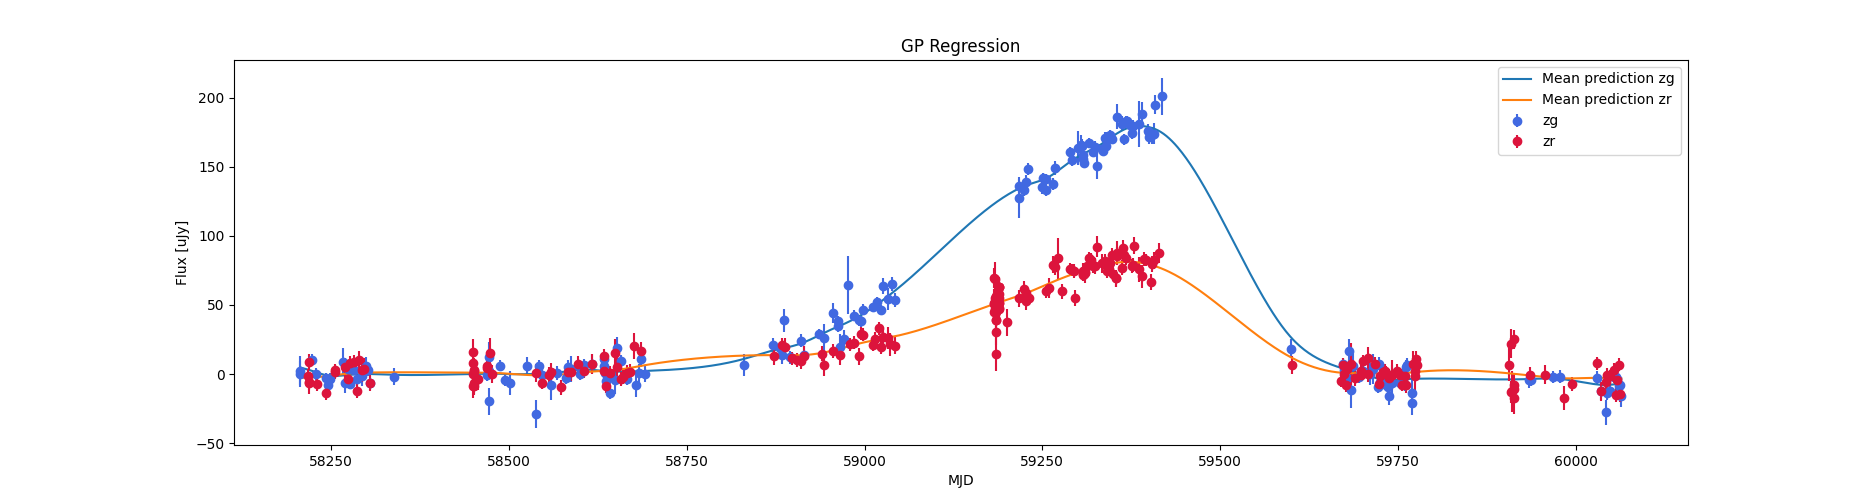 GP Regression
Flux [uJy]
200
150
100
50
0
−50
58250 58500 58750 59000 59250 59500 59750 60000
MJD
Mean prediction zg
Mean prediction zr
zg
zr